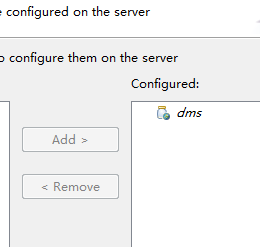 configured on the server
configure them on the server
Configured:
dms
Add >
< Remove